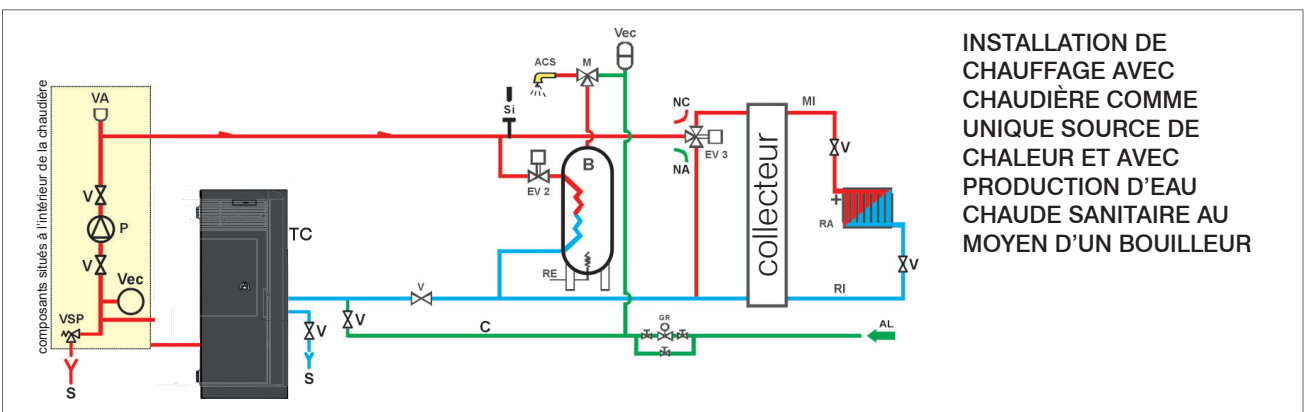 composants situés à l'intérieur de la chaudière
VA
V
P
V
Vec
VSP
S
TC
V
S
V
V
C
Si
EV 2
ACS
M
Vec
B
RE
NC
NA
EV 3
GR
AL
collecteur
MI
V
+
RA
V
RI
INSTALLATION DE
CHAUFFAGE AVEC
CHAUDIÈRE COMME
UNIQUE SOURCE DE
CHALEUR ET AVEC
PRODUCTION D'EAU
CHAUDE SANITAIRE AU
MOYEN D'UN BOUILLEUR